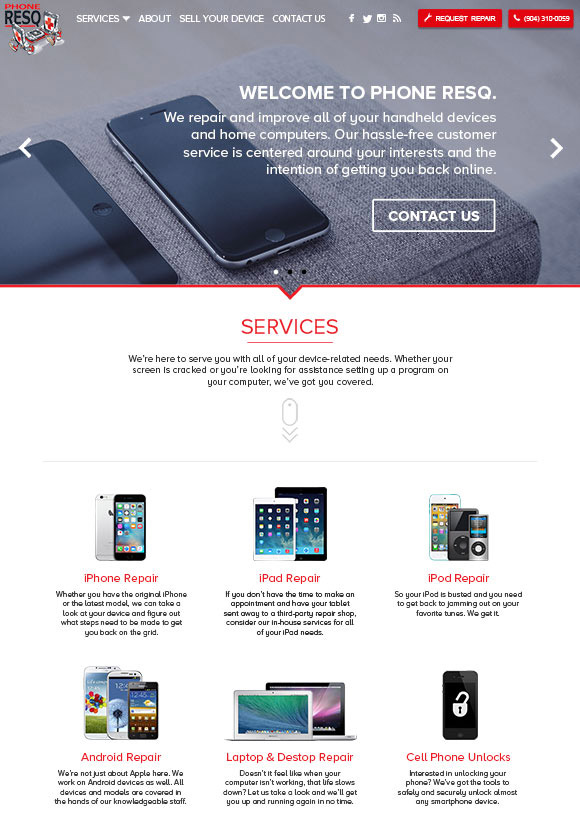 PHONE
RESQ
SERVICES ABOUT SELL YOUR DEVICE CONTACT US
REQUEST REPAIR
(904) 310-0059
WELCOME TO PHONE RESQ.
We repair and improve all of your handheld devices
and home computers. Our hassle-free customer
service is centered around your interests and the
intention of getting you back online.
CONTACT US
SERVICES
We're here to serve you with all of your device-related needs. Whether your
screen is cracked or you're looking for assistance setting up a program on
your computer, we've got you covered.
iPhone Repair
Whether you have the original iPhone
or the latest model, we can take a
look at your device and figure out
what steps need to be made to get
you back on the grid.
iPad Repair
If you don't have the time to make an
appointment and have your tablet
sent away to a third-party repair shop,
consider our in-house services for all
of your iPad needs.
iPod Repair
So your iPod is busted and you need
to get back to jamming out on your
favorite tunes. We get it.
Android Repair
We're not just about Apple here. We
work on Android devices as well. All
devices and models are covered in
the hands of our knowledgeable staff.
Laptop & Destop Repair
Doesn't it feel like when your
computer isn't working, that life slows
down? Let us take a look and we'll get
you up and running again in no time.
Cell Phone Unlocks
Interested in unlocking your
phone? We've got the tools to
safely and securely unlock almost
any smartphone device.